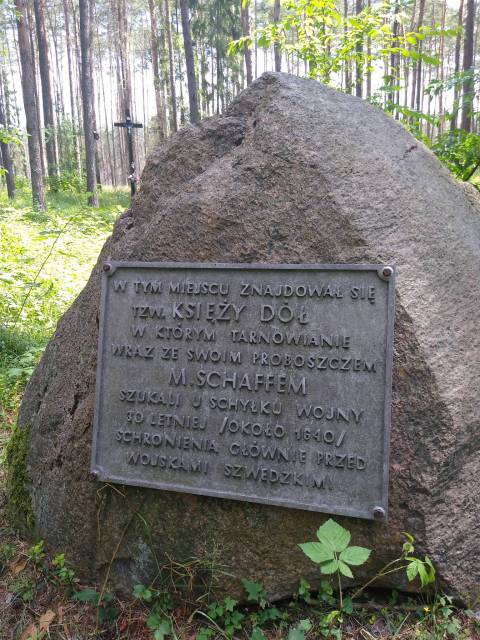 W TYM MIEJSCU ZNAJDOWAŁ SIĘ
TZW. KSIĘŻY DÓŁ
W KTÓRYM TARNOWIANIE
WRAZ ZE SWOIM PROBOSZCZEM
M. SCHAFFEM
SZUKALI U SCHYŁKU WOJNY
30 LETNIEJ /OKOŁO 1640/
SCHRONIENIA GŁÓWNIE PRZED
WOJSKAMI SZWEDZKIMI